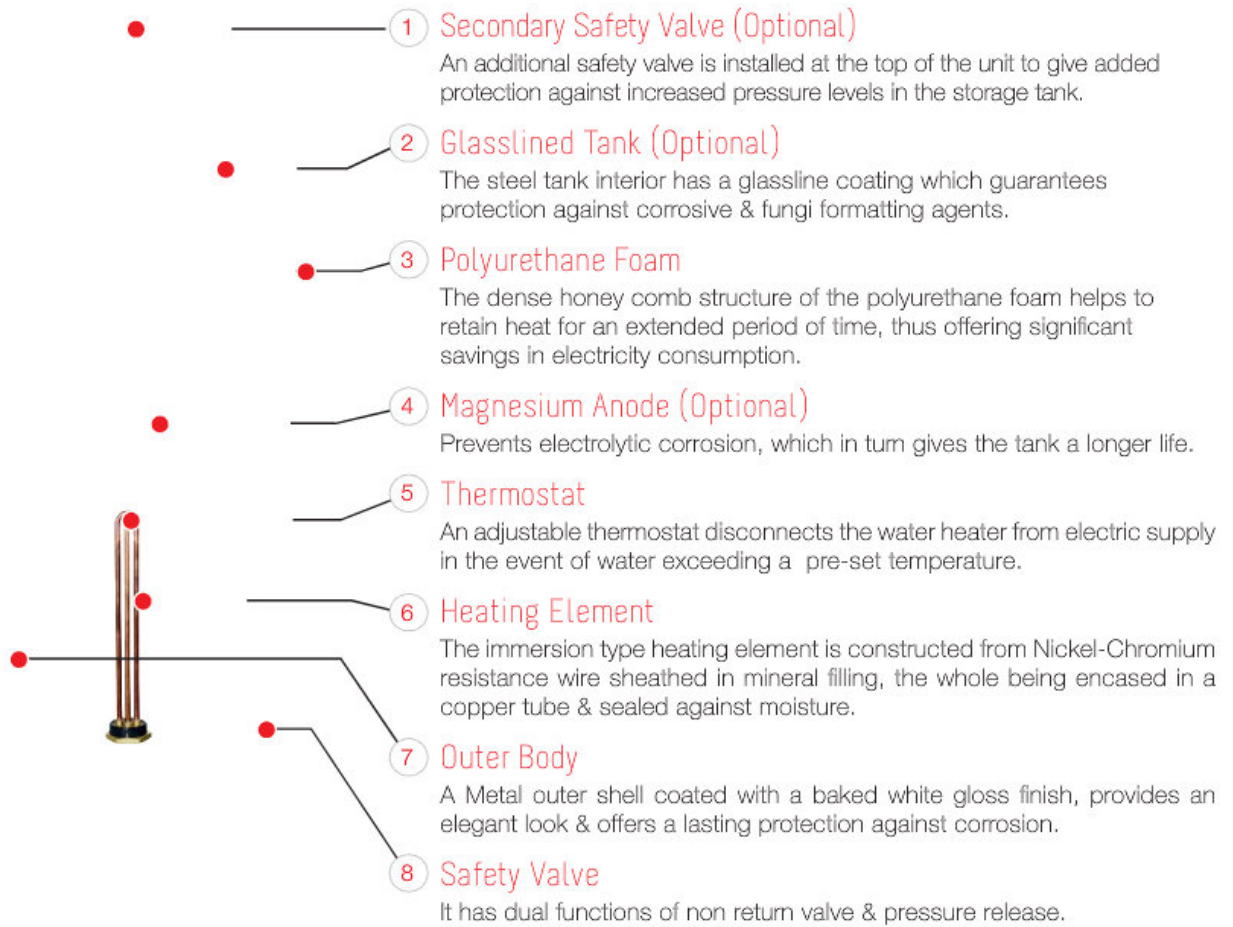 1 Secondary Safety Valve (Optional)
An additional safety valve is installed at the top of the unit to give added
protection against increased pressure levels in the storage tank.
2 Glasslined Tank (Optional)
The steel tank interior has a glassline coating which guarantees
protection against corrosive & fungi formatting agents.
3 Polyurethane Foam
The dense honey comb structure of the polyurethane foam helps to
retain heat for an extended period of time, thus offering significant
savings in electricity consumption.
4 Magnesium Anode (Optional)
Prevents electrolytic corrosion, which in turn gives the tank a longer life.
5 Thermostat
An adjustable thermostat disconnects the water heater from electric supply
in the event of water exceeding a pre-set temperature.
6 Heating Element
The immersion type heating element is constructed from Nickel-Chromium
resistance wire sheathed in mineral filling, the whole being encased in a
copper tube & sealed against moisture.
7 Outer Body
A Metal outer shell coated with a baked white gloss finish, provides an
elegant look & offers a lasting protection against corrosion.
8 Safety Valve
It has dual functions of non return valve & pressure release.